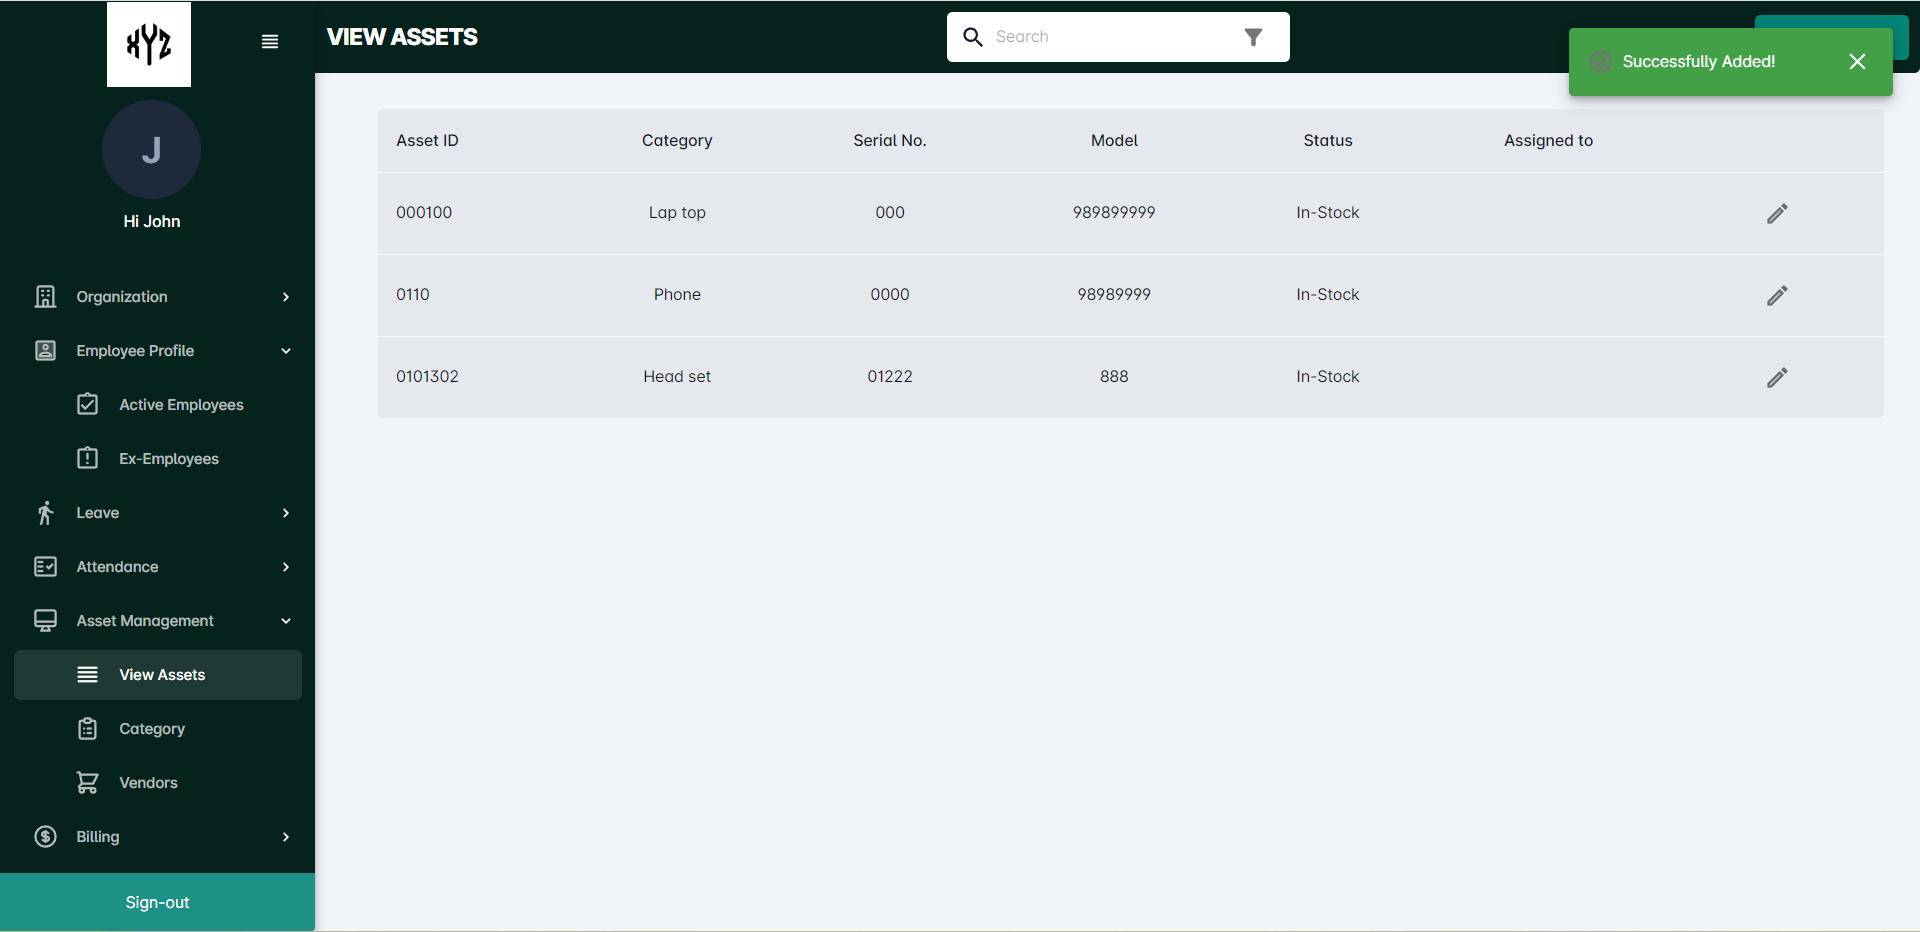 XYZ
VIEW ASSETS
Search
Successfully Added!
J
Hi John
Organization
Employee Profile
Active Employees
Ex-Employees
Leave
Attendance
Asset Management
View Assets
Category
Vendors
Billing
Sign-out
Asset ID Category Serial No. Model Status Assigned to
000100 Lap top 000 989899999 In-Stock
0110 Phone 0000 98989999 In-Stock
0101302 Head set 01222 888 In-Stock